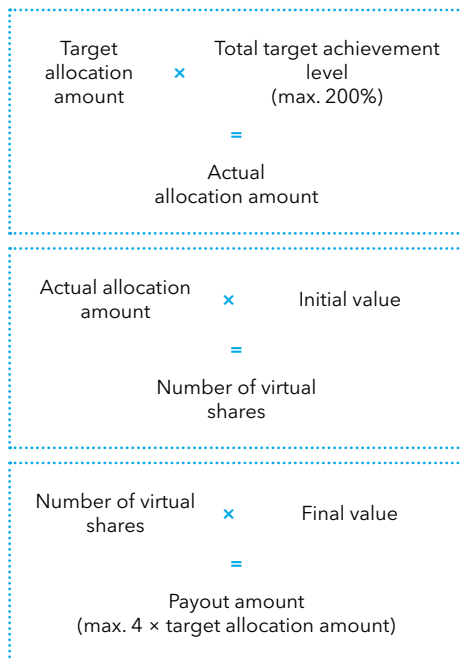 Target
allocation
amount
×
Total target achievement
level
(max. 200%)
=
Actual
allocation amount
Actual allocation
amount
×
Initial value
=
Number of virtual
shares
Number of virtual
shares
×
Final value
=
Payout amount
(max. 4 × target allocation amount)